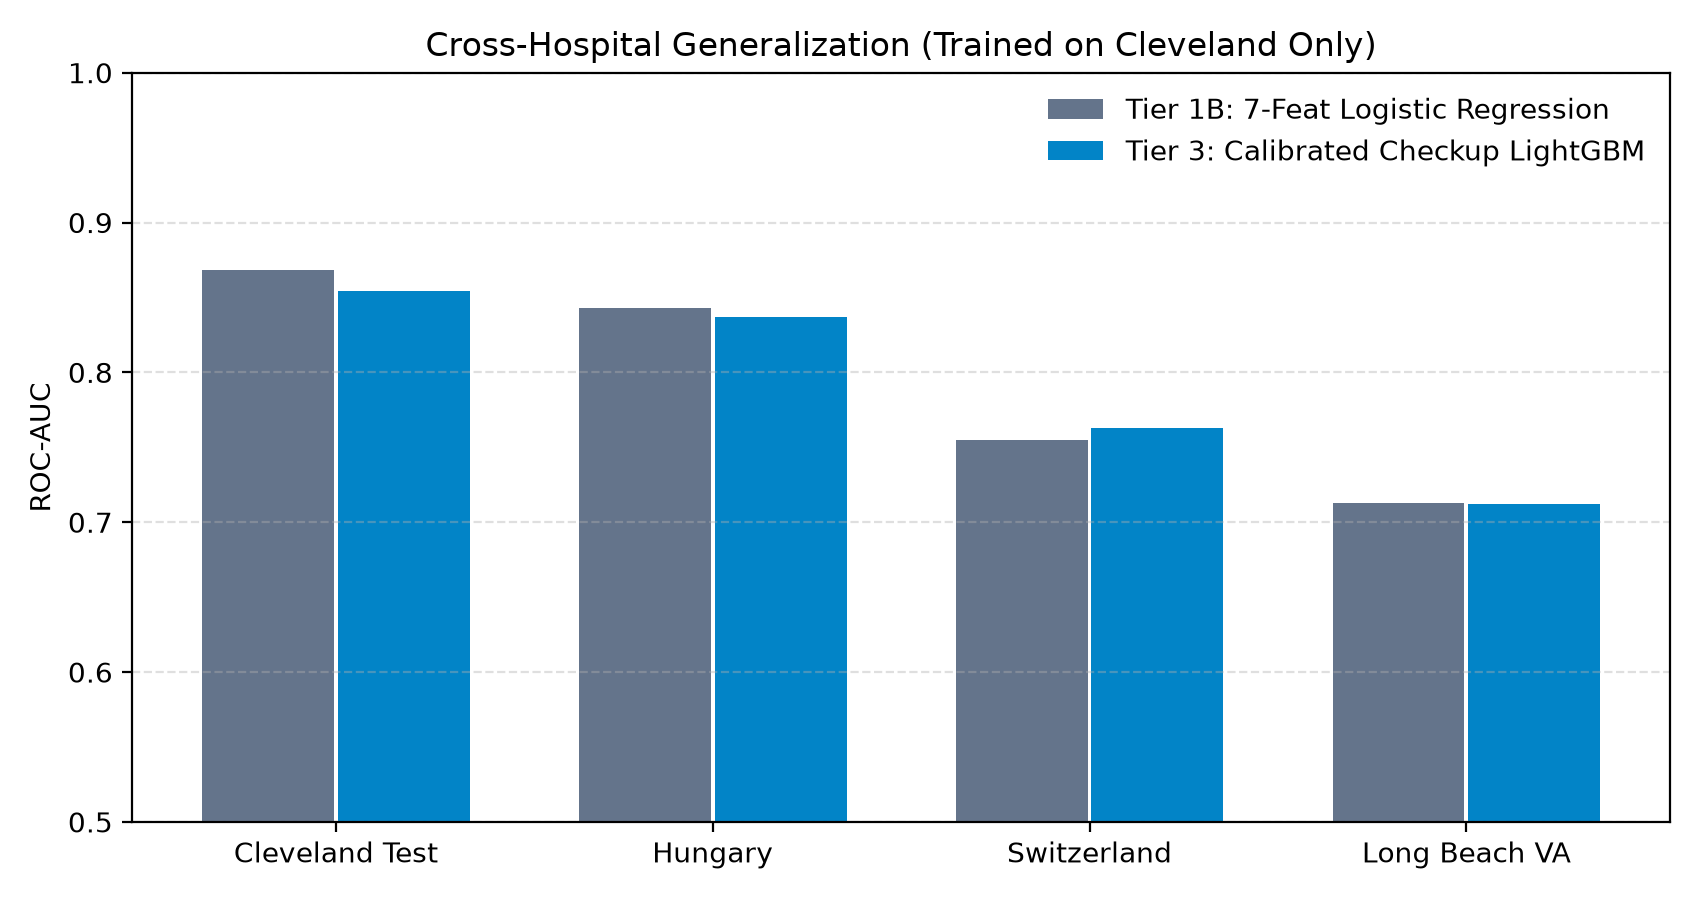 Cross-Hospital Generalization (Trained on Cleveland Only)
Tier 1B: 7-Feat Logistic Regression
Tier 3: Calibrated Checkup LightGBM
ROC-AUC
1.0
0.9
0.8
0.7
0.6
0.5
Cleveland Test
Hungary
Switzerland
Long Beach VA